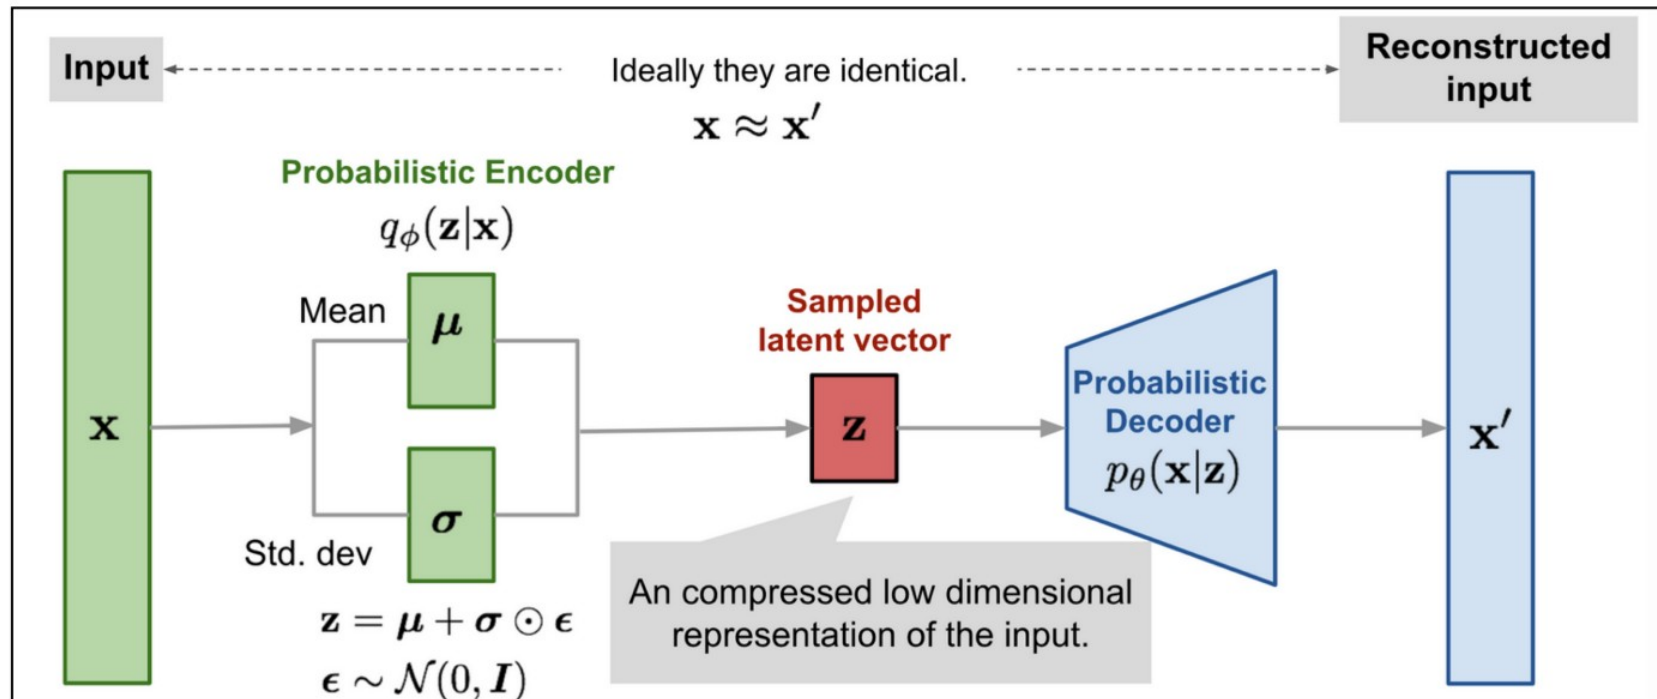 Input
Ideally they are identical.
x ≈ x′
Reconstructed
input
Probabilistic Encoder
qϕ(z|x)
Mean
μ
x
σ
Std. dev
z = μ + σ ⊙ ϵ
ϵ ∼ 𝒩(0, I)
Sampled
latent vector
z
An compressed low dimensional
representation of the input.
Probabilistic
Decoder
pθ(x|z)
x′